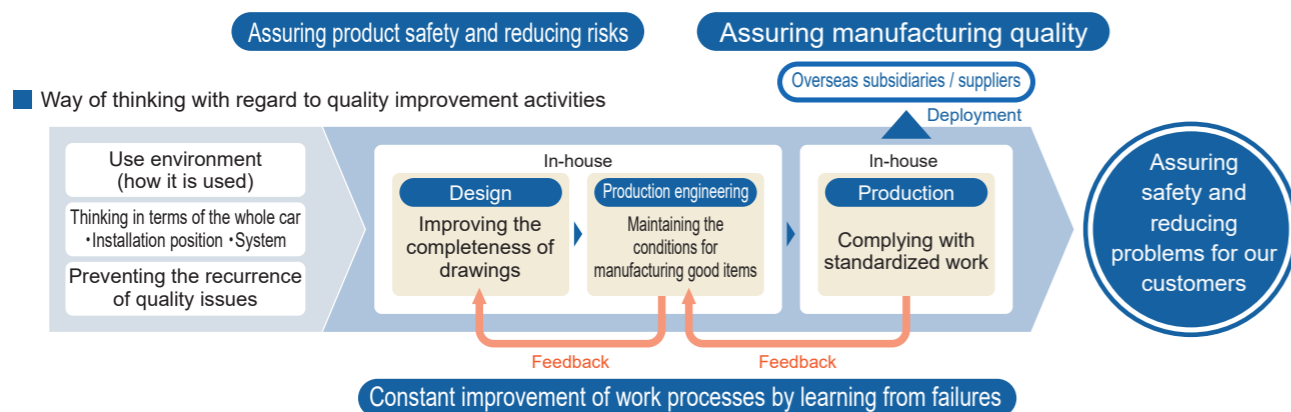 Assuring product safety and reducing risks
Assuring manufacturing quality
Overseas subsidiaries / suppliers
Deployment
Way of thinking with regard to quality improvement activities
Use environment
(how it is used)
Thinking in terms of the whole car
・Installation position ・System
Preventing the recurrence
of quality issues
In-house
Design
Improving the
completeness of
drawings
Production engineering
Maintaining the
conditions for
manufacturing good items
In-house
Production
Complying with
standardized work
Assuring
safety and
reducing
problems for our
customers
Feedback
Feedback
Constant improvement of work processes by learning from failures